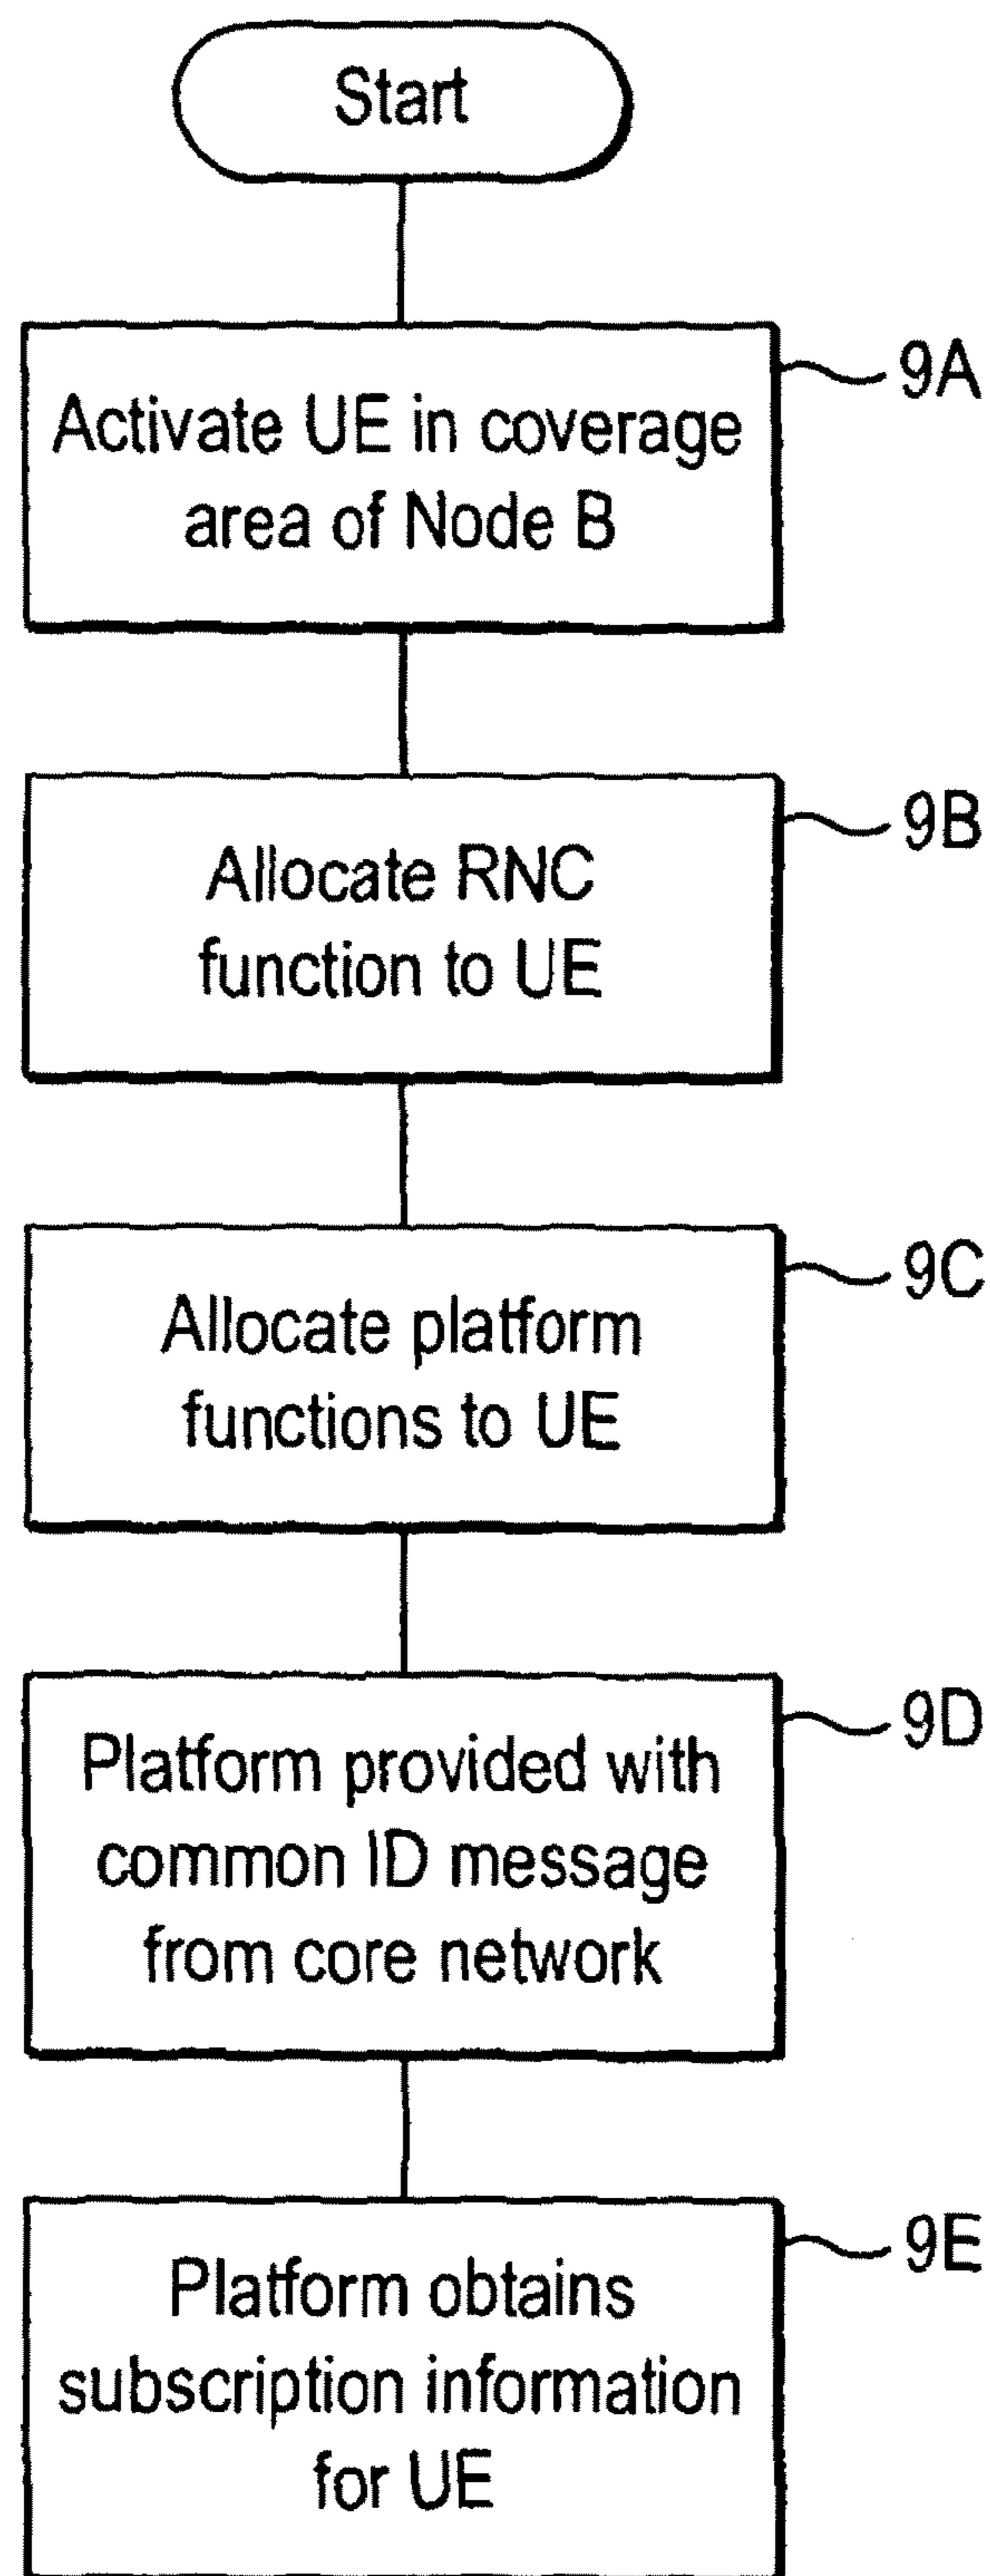 Start
Activate UE in coverage
area of Node B
9A
Allocate RNC
function to UE
9B
Allocate platform
functions to UE
9C
Platform provided with
common ID message
from core network
9D
Platform obtains
subscription information
for UE
9E